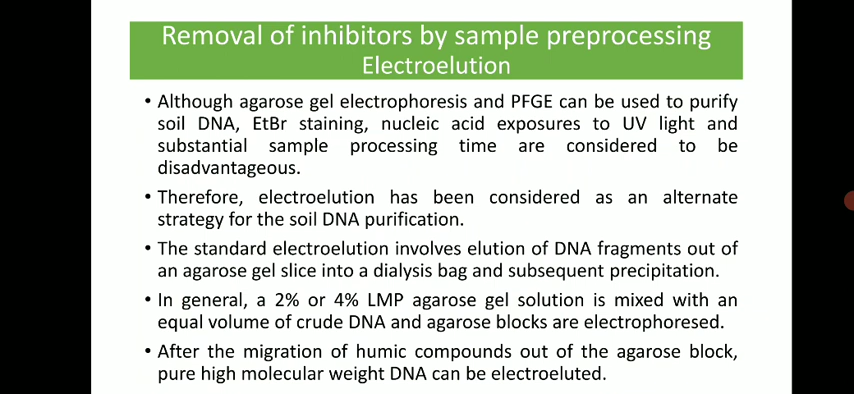 Removal of inhibitors by sample preprocessing
Electroelution
• Although agarose gel electrophoresis and PFGE can be used to purify
soil DNA, EtBr staining, nucleic acid exposures to UV light and
substantial sample processing time are considered to be
disadvantageous.
• Therefore, electroelution has been considered as an alternate
strategy for the soil DNA purification.
• The standard electroelution involves elution of DNA fragments out of
an agarose gel slice into a dialysis bag and subsequent precipitation.
• In general, a 2% or 4% LMP agarose gel solution is mixed with an
equal volume of crude DNA and agarose blocks are electrophoresed.
• After the migration of humic compounds out of the agarose block,
pure high molecular weight DNA can be electroeluted.